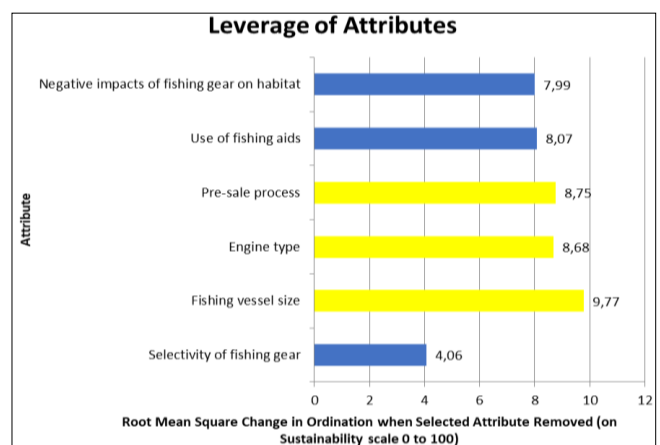 Leverage of Attributes
Negative impacts of fishing gear on habitat
7,99
Use of fishing aids
8,07
Pre-sale process
8,75
Engine type
8,68
Fishing vessel size
9,77
Selectivity of fishing gear
4,06
Attribute
0 2 4 6 8 10 12
Root Mean Square Change in Ordination when Selected Attribute Removed (on
Sustainability scale 0 to 100)